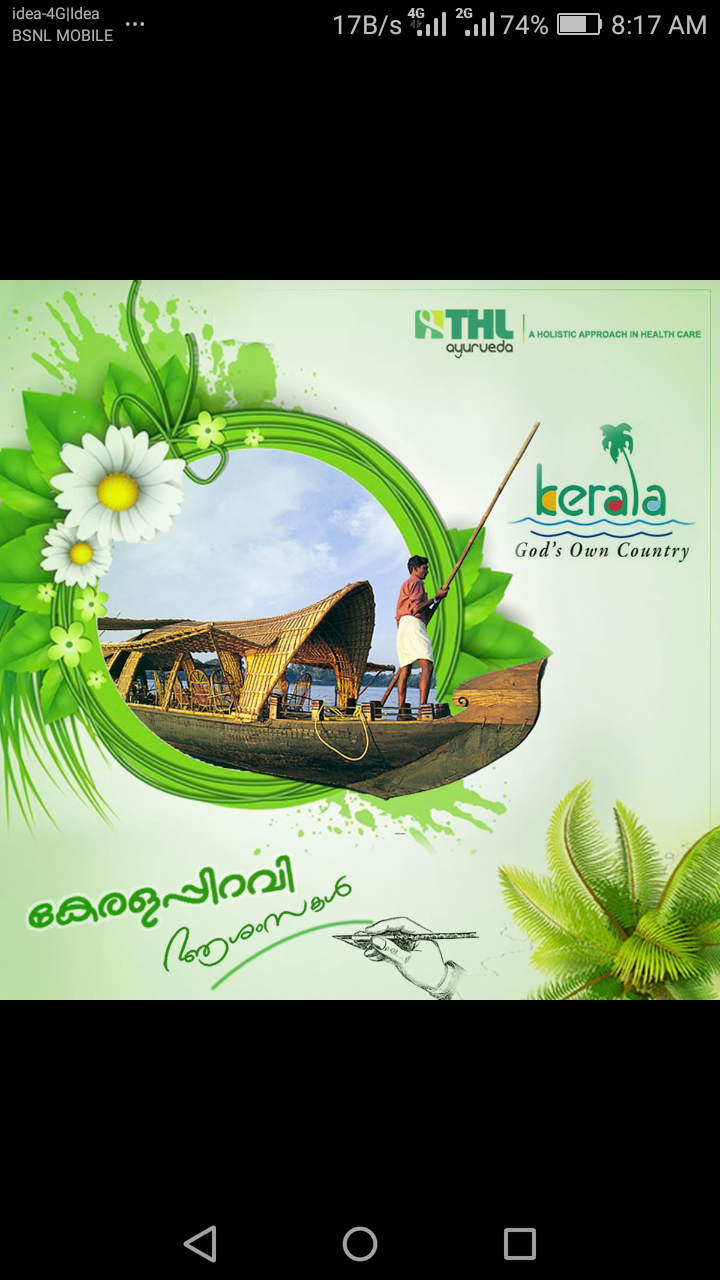 idea-4G|Idea
BSNL MOBILE
17B/s 4G 2G 74% 8:17 AM
THL
ayurveda
A HOLISTIC APPROACH IN HEALTH CARE
kerala
God's Own Country
കേരളപ്പിറവി
ആശംസകൾ